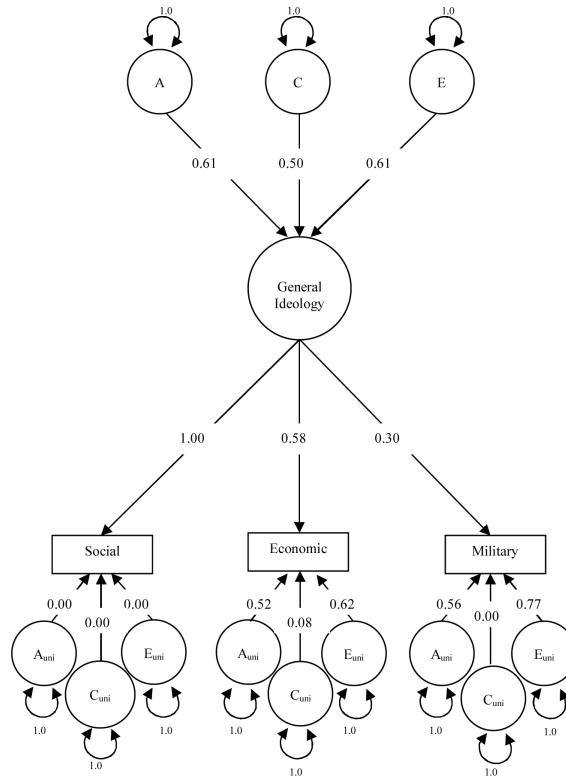 1.0 1.0 1.0
A C E
0.61 0.50 0.61
General
Ideology
1.00 0.58 0.30
Social Economic Military
0.00 0.00 0.52 0.62 0.56 0.77
0.00 0.08 0.00
Auni Euni Auni Euni Auni Euni
Cuni Cuni Cuni
1.0 1.0 1.0 1.0 1.0 1.0
1.0 1.0 1.0